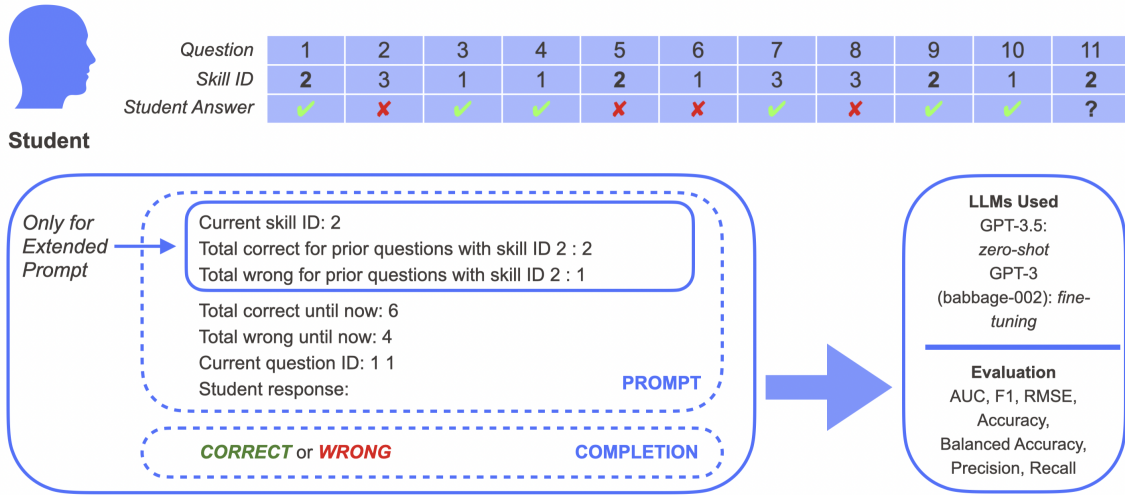 Question 1 2 3 4 5 6 7 8 9 10 11
Skill ID 2 3 1 1 2 1 3 3 2 1 2
Student Answer ✔ ✘ ✔ ✔ ✘ ✘ ✔ ✘ ✔ ✔ ?
Student
Only for
Extended
Prompt
Current skill ID: 2
Total correct for prior questions with skill ID 2 : 2
Total wrong for prior questions with skill ID 2 : 1
Total correct until now: 6
Total wrong until now: 4
Current question ID: 1 1
Student response:
PROMPT
CORRECT or WRONG
COMPLETION
LLMs Used
GPT-3.5:
zero-shot
GPT-3
(babbage-002): fine-
tuning
Evaluation
AUC, F1, RMSE,
Accuracy,
Balanced Accuracy,
Precision, Recall